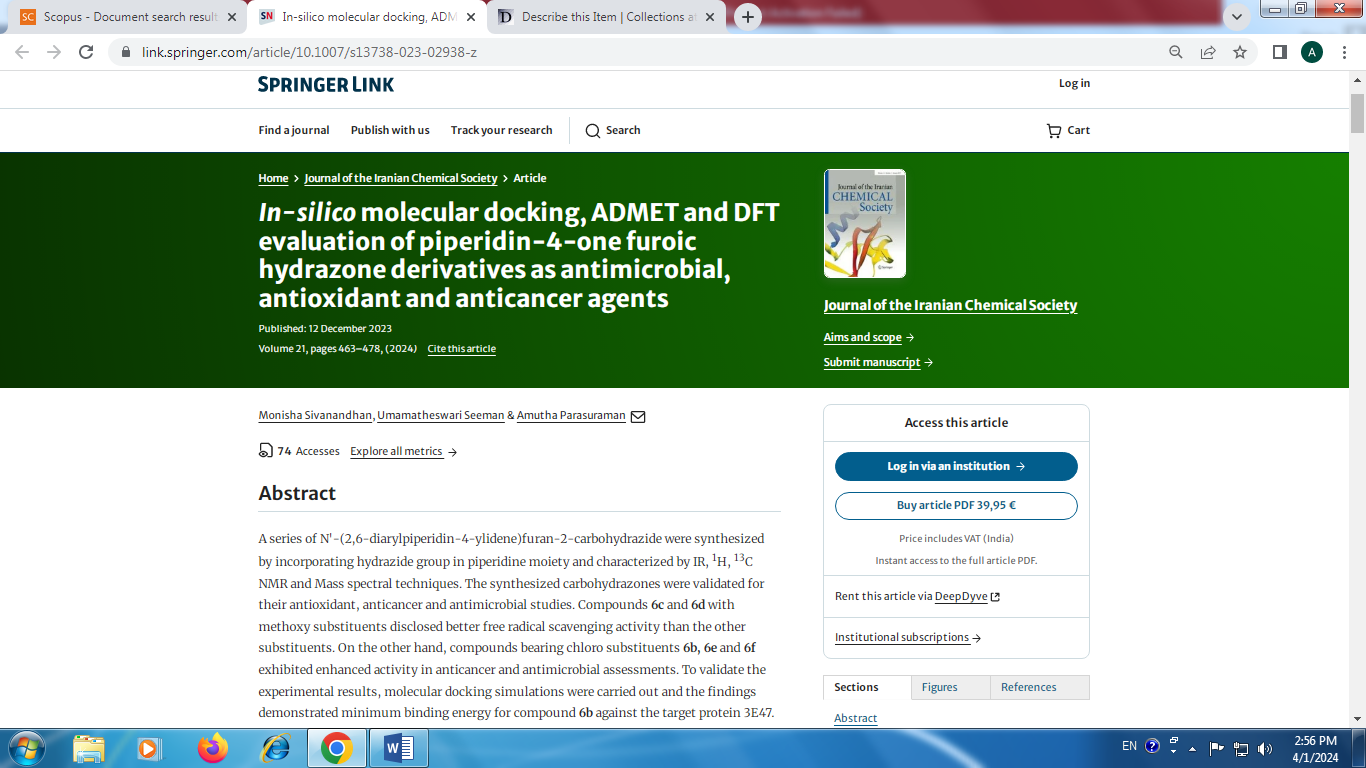 Scopus - Document search result
In-silico molecular docking, ADM
Describe this Item | Collections a
link.springer.com/article/10.1007/s13738-023-02938-z
A
SPRINGER LINK
Log in
Find a journal
Publish with us
Track your research
Search
Cart
Home > Journal of the Iranian Chemical Society > Article
In-silico molecular docking, ADMET and DFT
evaluation of piperidin-4-one furoic
hydrazone derivatives as antimicrobial,
antioxidant and anticancer agents
Published: 12 December 2023
Volume 21, pages 463–478, (2024)
Cite this article
Journal of the Iranian
CHEMICAL
Society
Journal of the Iranian Chemical Society
Aims and scope →
Submit manuscript →
Monisha Sivanandhan, Umamatheswari Seeman & Amutha Parasuraman
74 Accesses
Explore all metrics →
Abstract
A series of N'-(2,6-diarylpiperidin-4-ylidene)furan-2-carbohydrazide were synthesized
by incorporating hydrazide group in piperidine moiety and characterized by IR, ¹H, ¹³C
NMR and Mass spectral techniques. The synthesized carbohydrazones were validated for
their antioxidant, anticancer and antimicrobial studies. Compounds 6c and 6d with
methoxy substituents disclosed better free radical scavenging activity than the other
substituents. On the other hand, compounds bearing chloro substituents 6b, 6e and 6f
exhibited enhanced activity in anticancer and antimicrobial assessments. To validate the
experimental results, molecular docking simulations were carried out and the findings
demonstrated minimum binding energy for compound 6b against the target protein 3E47.
Access this article
Log in via an institution →
Buy article PDF 39,95 €
Price includes VAT (India)
Instant access to the full article PDF.
Rent this article via DeepDyve
Institutional subscriptions →
Sections
Figures
References
Abstract
EN
2:56 PM
4/1/2024